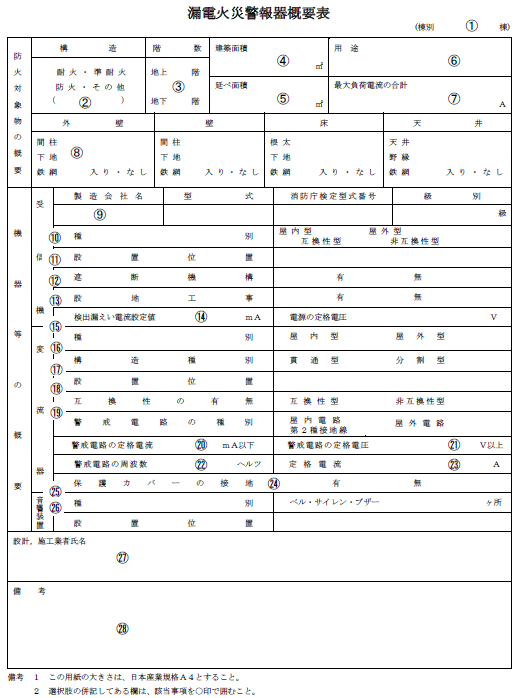 漏電火災警報器概要表
(棟別 ① 棟)
防火対象物の概要
構 造 階 数 建築面積 ④ ㎡ 用 途 ⑥
耐火・準耐火
防火・その他
( ② )
地上 階
③
地下 階
延べ面積 ⑤ ㎡ 最大負荷電流の合計 ⑦ A
外 壁 壁 床 天 井
間柱 ⑧ 間柱 根太 天井
下地 下地 下地 野縁
鉄網 入り・なし 鉄網 入り・なし 鉄網 入り・なし 鉄網 入り・なし
機器等の概要
受信機
製造会社名 型 式 消防庁検定型式番号 級 別
⑨ 級
⑩ 種 別 屋内型 屋外型
互換性型 非互換性型
⑪ 設 置 位 置
⑫ 遮 断 機 構 有 無
⑬ 設 地 工 事 有 無
検出漏えい電流設定値 ⑭ mA 電源の定格電圧 V
変流器
⑮ 種 別 屋 内 型 屋 外 型
⑯ 構 造 種 別 貫 通 型 分 割 型
⑰ 設 置 位 置
⑱ 互 換 性 の 有 無 互換性型 非互換性型
⑲ 警戒電路の種別 屋内電路 屋外電路
第2種接地線
警戒電路の定格電流 ⑳ mA以下 警戒電路の定格電圧 ㉑ V以上
警戒電路の周波数 ㉒ ヘルツ 定格電流 ㉓ A
保護カバーの接地 ㉔ 有 無
音響装置
㉕ 種 別 ベル・サイレン・ブザー ヶ所
㉖ 設 置 位 置
設計，施工業者氏名
㉗
備 考
㉘
備考 1 この用紙の大きさは、日本産業規格A4とすること。
2 選択肢の併記してある欄は、該当事項を○印で囲むこと。